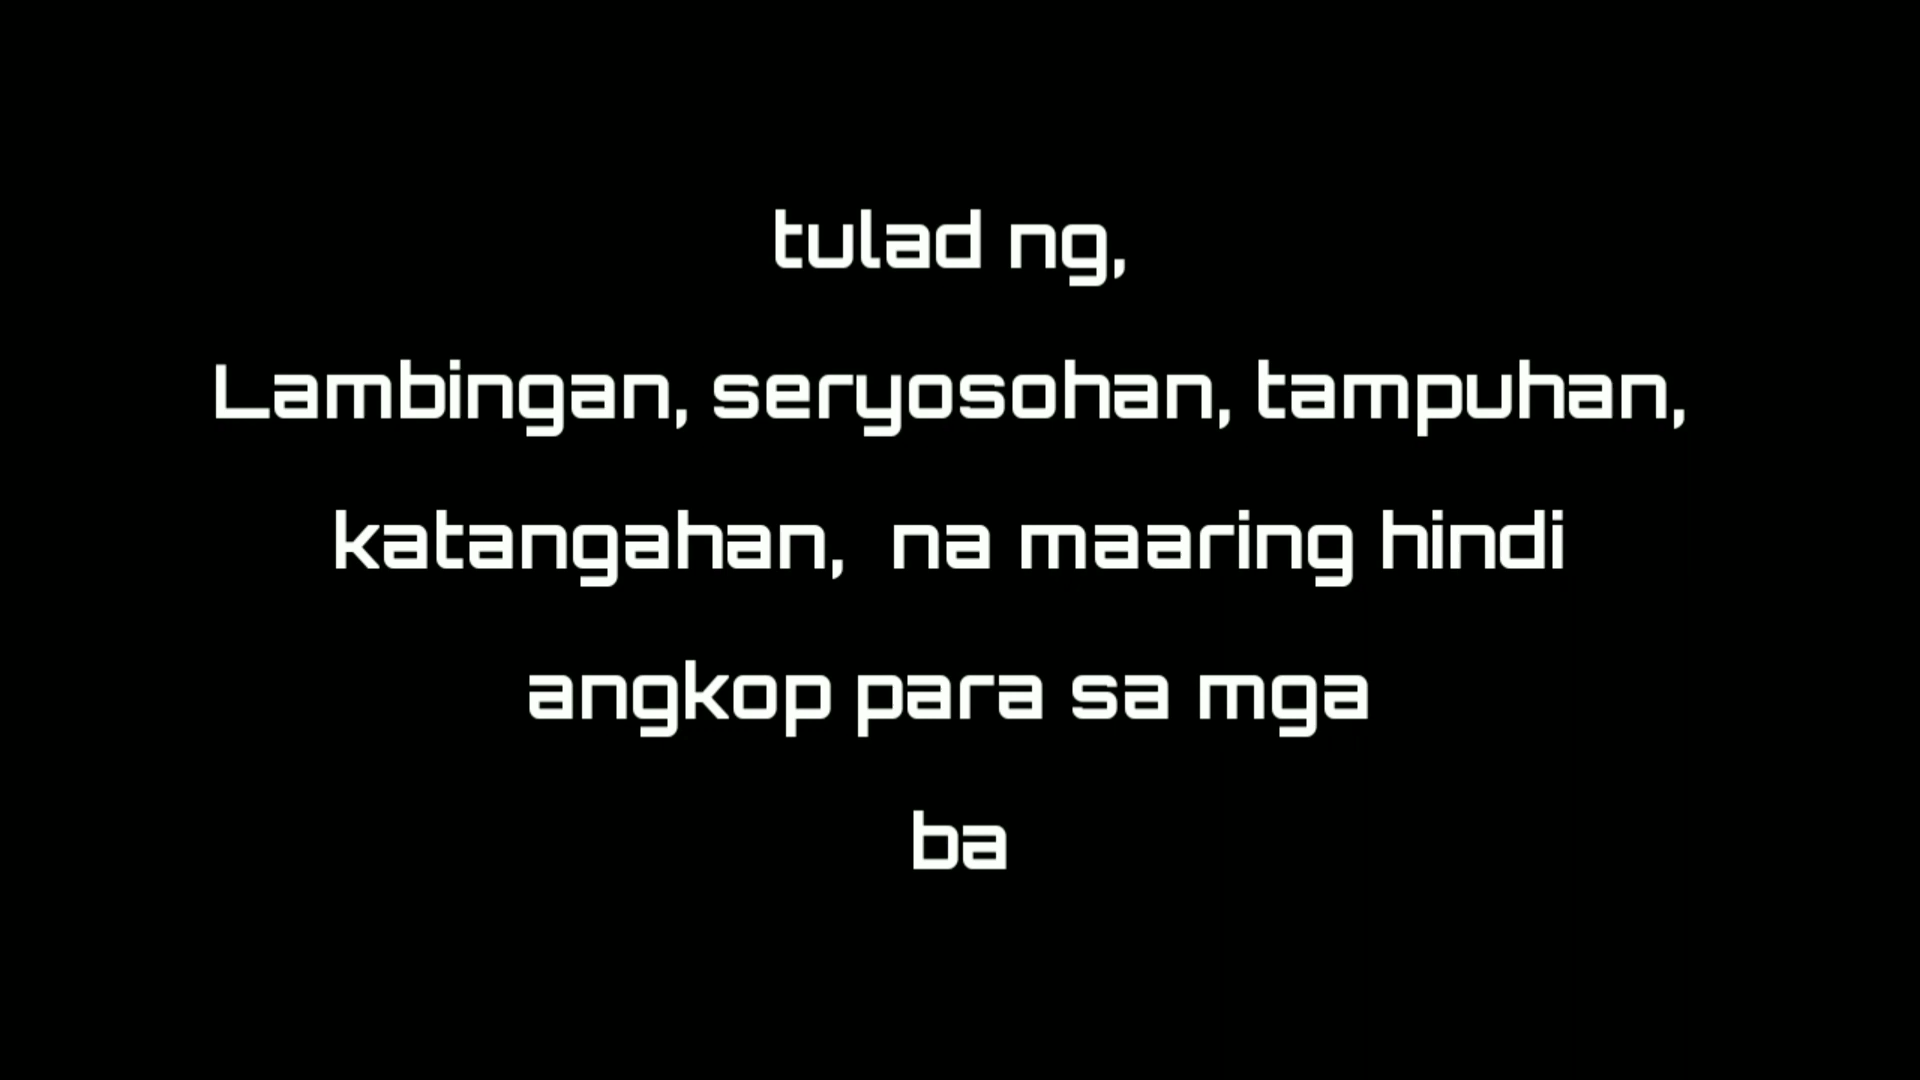 tulad ng,
Lambingan, seryosohan, tampuhan,
katangahan,  na maaring hindi
angkop para sa mga
ba